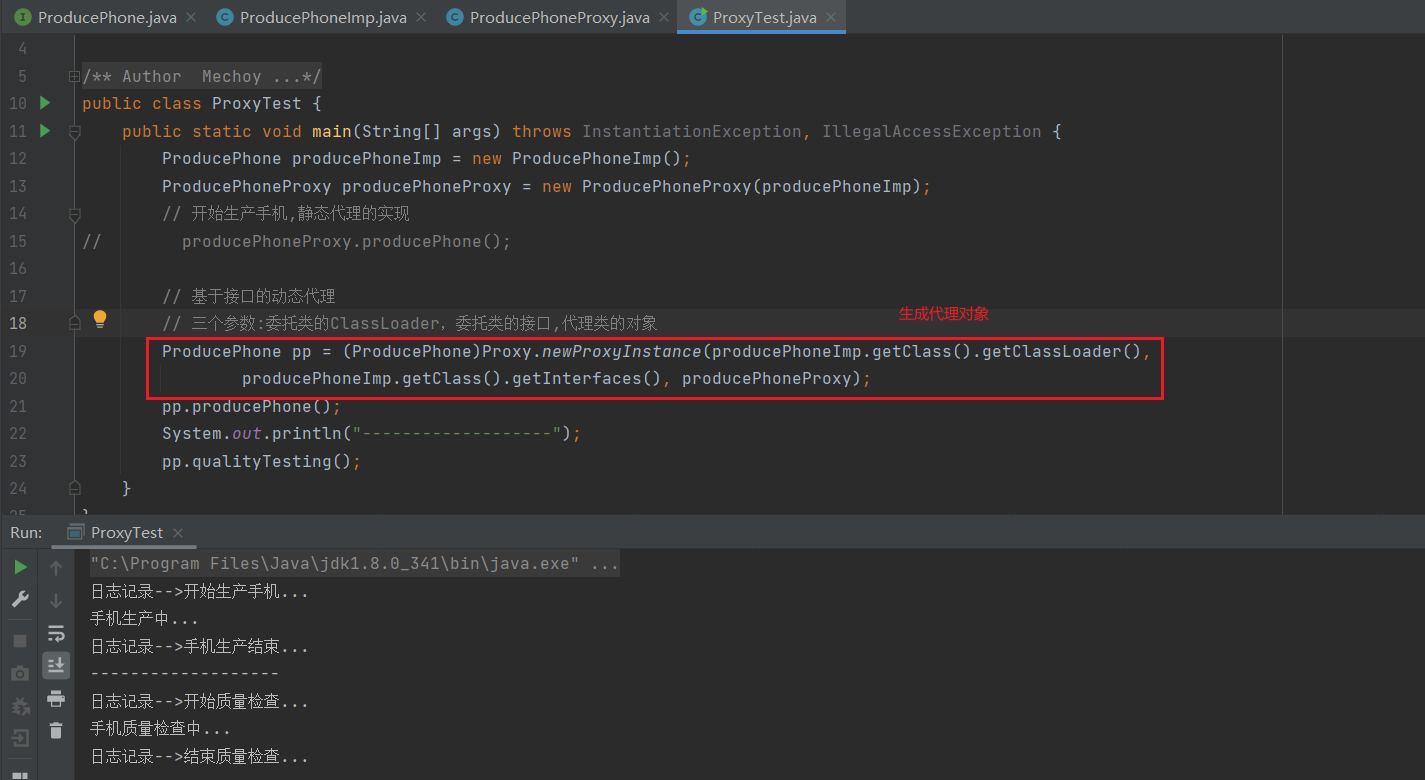 ProducePhone.java ProducePhoneImp.java ProducePhoneProxy.java ProxyTest.java
4
5 /** Author  Mechoy ...*/
10 public class ProxyTest {
11     public static void main(String[] args) throws InstantiationException, IllegalAccessException {
12         ProducePhone producePhoneImp = new ProducePhoneImp();
13         ProducePhoneProxy producePhoneProxy = new ProducePhoneProxy(producePhoneImp);
14         // 开始生产手机,静态代理的实现
15 //        producePhoneProxy.producePhone();
16
17         // 基于接口的动态代理
生成代理对象
18         // 三个参数:委托类的ClassLoader，委托类的接口,代理类的对象
19         ProducePhone pp = (ProducePhone)Proxy.newProxyInstance(producePhoneImp.getClass().getClassLoader(),
20                 producePhoneImp.getClass().getInterfaces(), producePhoneProxy);
21         pp.producePhone();
22         System.out.println("-------------------");
23         pp.qualityTesting();
24     }
Run: ProxyTest
"C:\Program Files\Java\jdk1.8.0_341\bin\java.exe" ...
日志记录-->开始生产手机...
手机生产中...
日志记录-->手机生产结束...
-------------------
日志记录-->开始质量检查...
手机质量检查中...
日志记录-->结束质量检查...